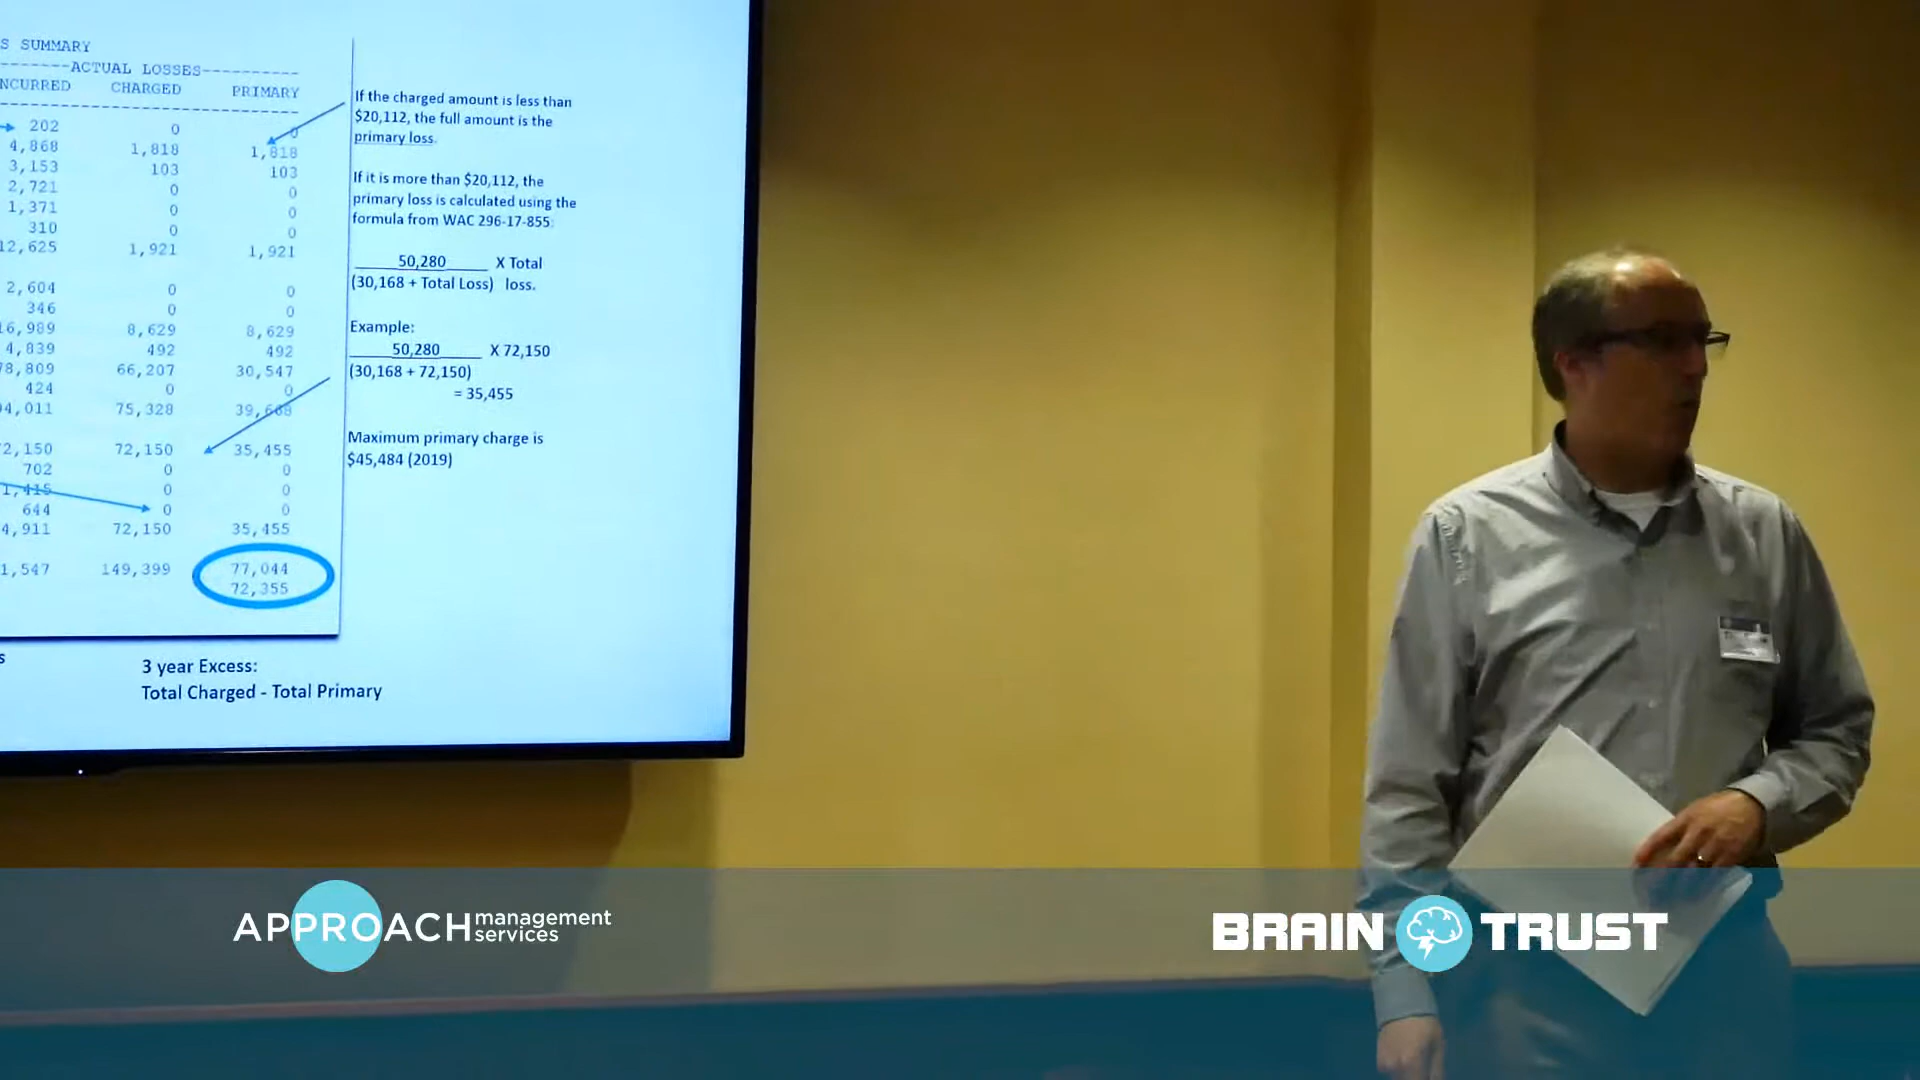 S SUMMARY
-------ACTUAL LOSSES----------
NCURRED CHARGED PRIMARY
202 0 0
4,868 1,818 1,818
3,153 103 103
2,721 0 0
1,371 0 0
310 0 0
12,625 1,921 1,921
2,604 0 0
346 0 0
16,989 8,629 8,629
4,839 492 492
78,809 66,207 30,547
424 0 0
4,011 75,328 39,668
2,150 72,150 35,455
702 0 0
1,415 0 0
644 0 0
4,911 72,150 35,455
1,547 149,399 77,044
72,355
If the charged amount is less than
$20,112, the full amount is the
primary loss.
If it is more than $20,112, the
primary loss is calculated using the
formula from WAC 296-17-855:
50,280 X Total
(30,168 + Total Loss) loss.
Example:
50,280 X 72,150
(30,168 + 72,150)
= 35,455
Maximum primary charge is
$45,484 (2019)
s
3 year Excess:
Total Charged - Total Primary
APPROACH management
services
BRAIN TRUST